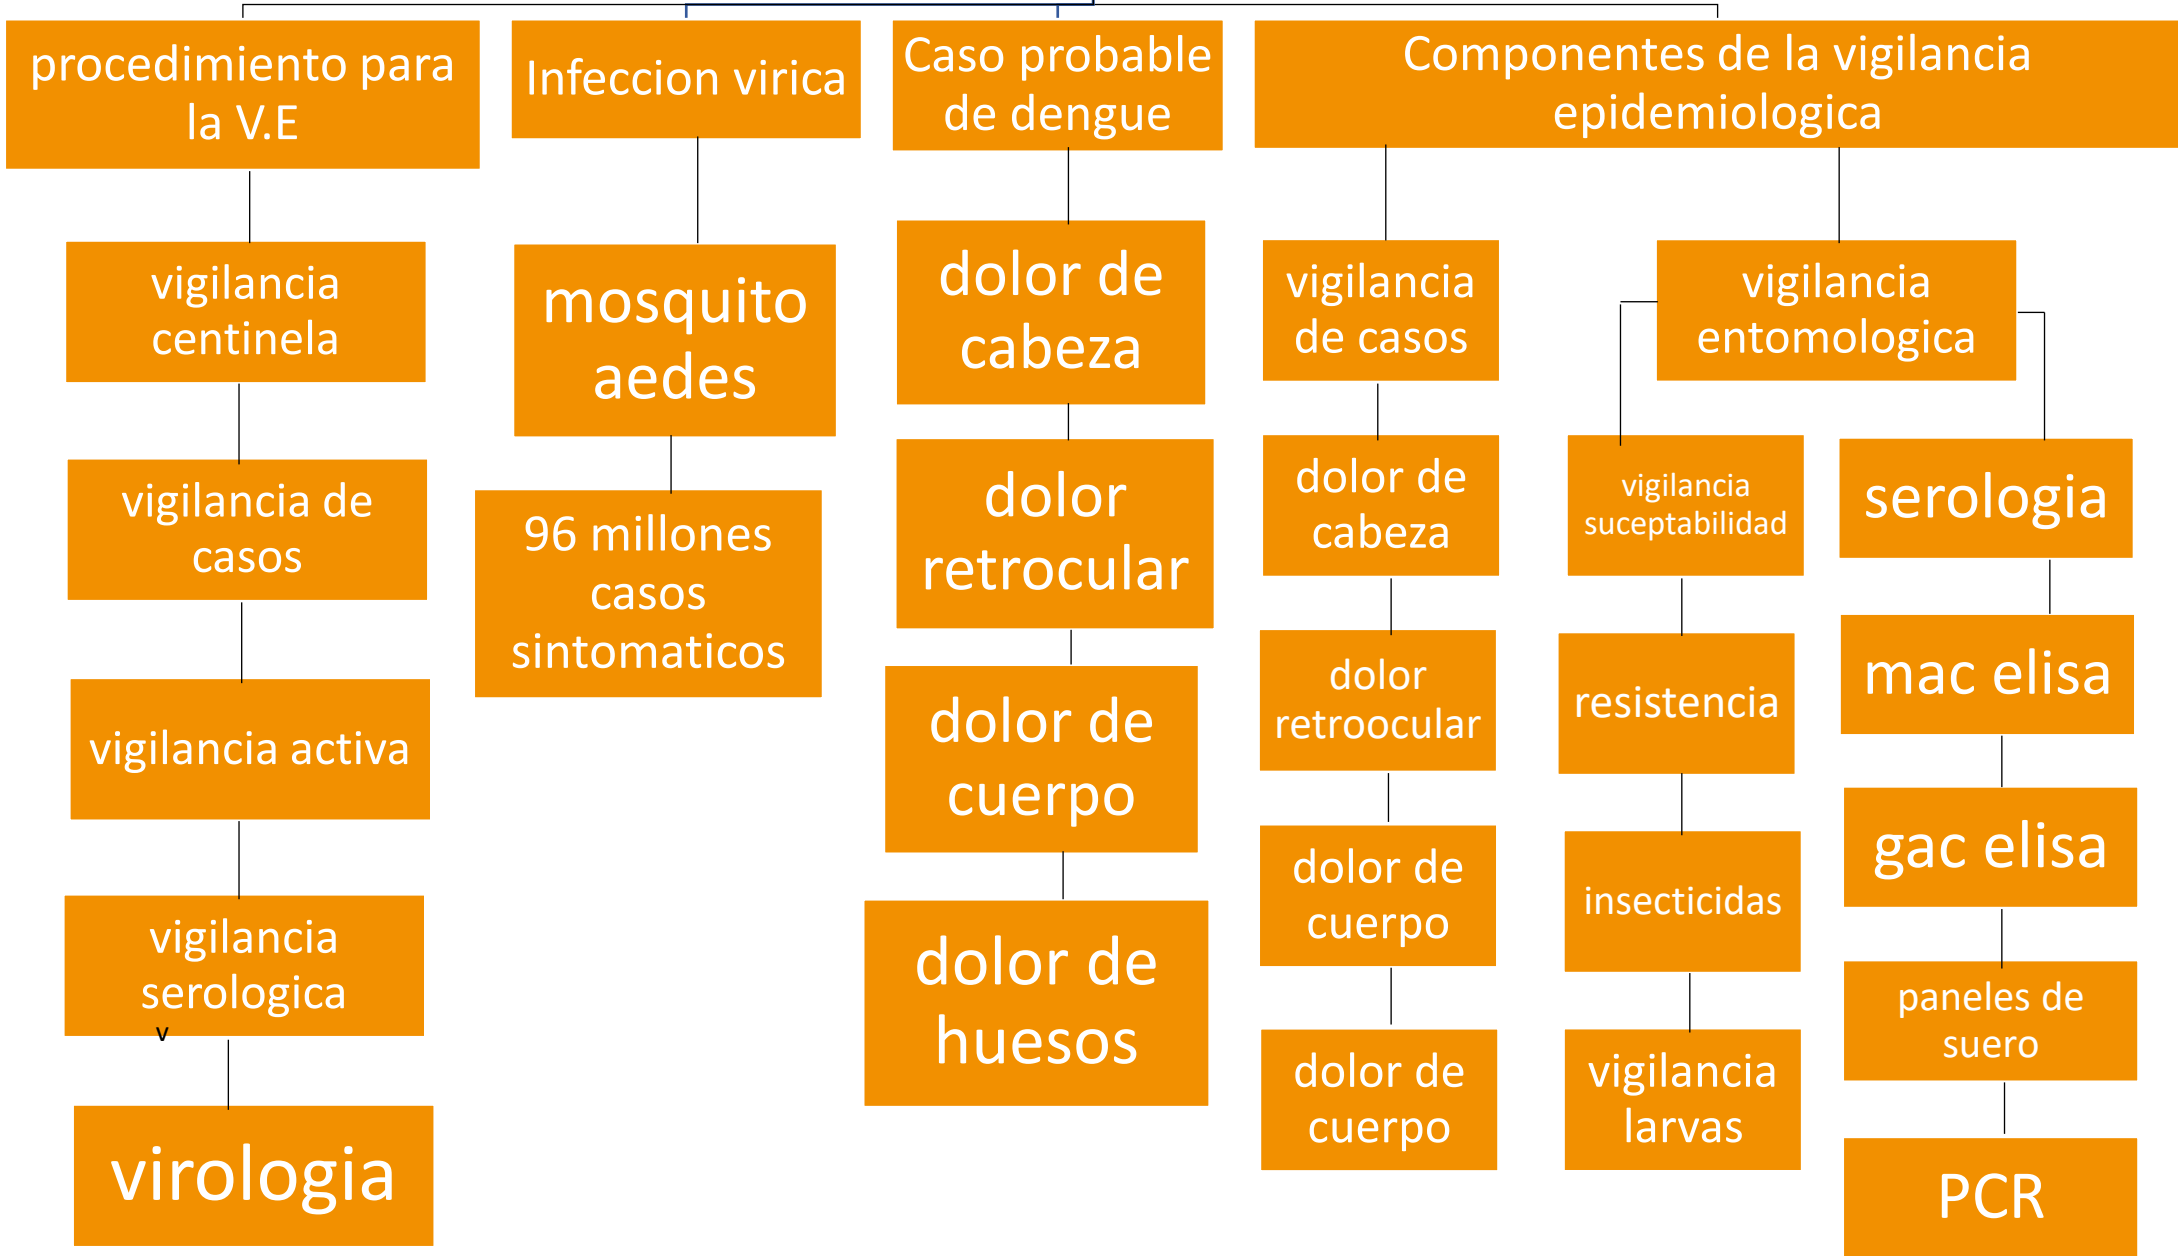 procedimiento para
la V.E
vigilancia
centinela
vigilancia de
casos
vigilancia activa
vigilancia
serologica
v
virologia
Infeccion virica
mosquito
aedes
96 millones
casos
sintomaticos
Caso probable
de dengue
dolor de
cabeza
dolor
retrocular
dolor de
cuerpo
dolor de
huesos
Componentes de la vigilancia
epidemiologica
vigilancia
de casos
dolor de
cabeza
dolor
retroocular
dolor de
cuerpo
dolor de
cuerpo
vigilancia
entomologica
vigilancia
suceptabilidad
resistencia
insecticidas
vigilancia
larvas
serologia
mac elisa
gac elisa
paneles de
suero
PCR